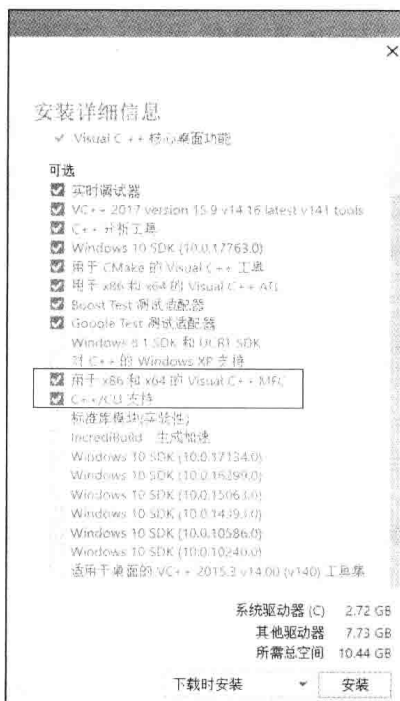 安装详细信息
Visual C++ 核心桌面功能
可选
实时调试器
VC++ 2017 version 15.9 v14.16 latest v141 tools
C++ 分析工具
Windows 10 SDK (10.0.17763.0)
用于 CMake 的 Visual C++ 工具
用于 x86 和 x64 的 Visual C++ ATL
Boost Test 测试适配器
Google Test 测试适配器
Windows 8.1 SDK 和 UCRT SDK
对 C++ 的 Windows XP 支持
用于 x86 和 x64 的 Visual C++ MFC
C++/CLI 支持
标准库模块(实验性)
IncrediBuild - 生成加速
Windows 10 SDK (10.0.17134.0)
Windows 10 SDK (10.0.16299.0)
Windows 10 SDK (10.0.15063.0)
Windows 10 SDK (10.0.14393.0)
Windows 10 SDK (10.0.10586.0)
Windows 10 SDK (10.0.10240.0)
适用于桌面的 VC++ 2015.3 v14.00 (v140) 工具集
系统驱动器 (C) 2.72 GB
其他驱动器 7.73 GB
所需总空间 10.44 GB
下载时安装 安装